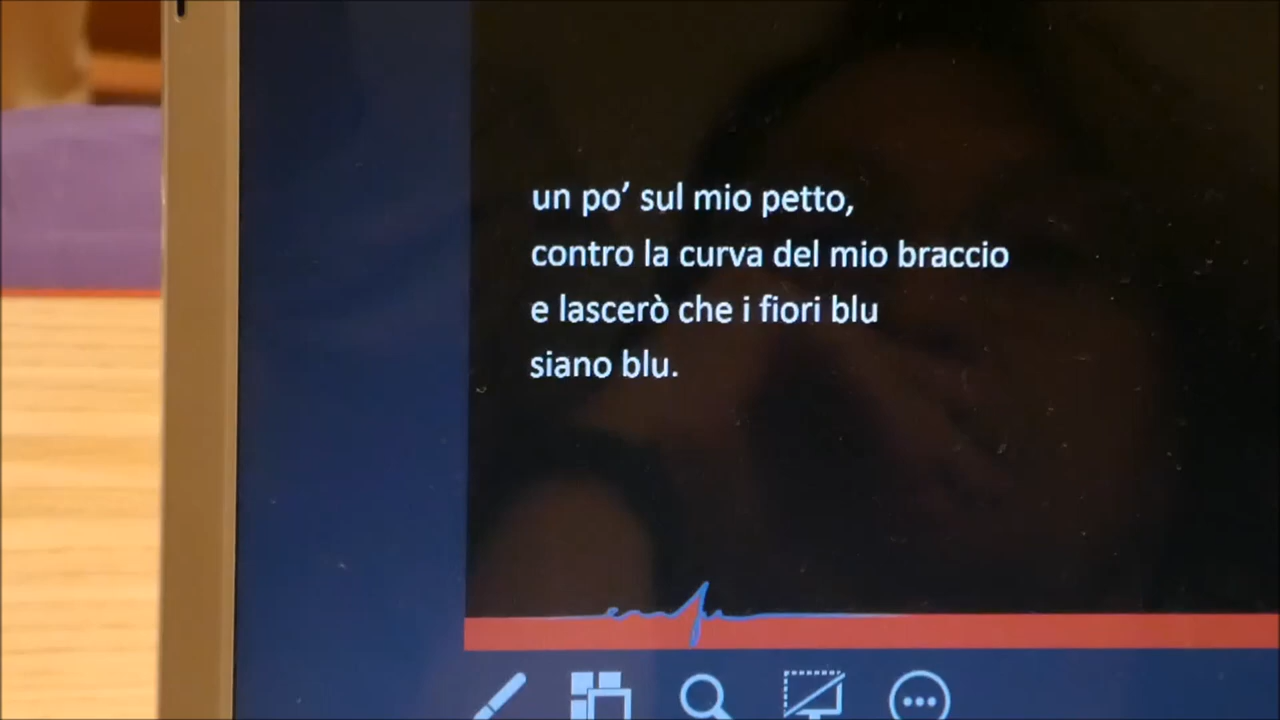 un po’ sul mio petto,
contro la curva del mio braccio
e lascerò che i fiori blu
siano blu.